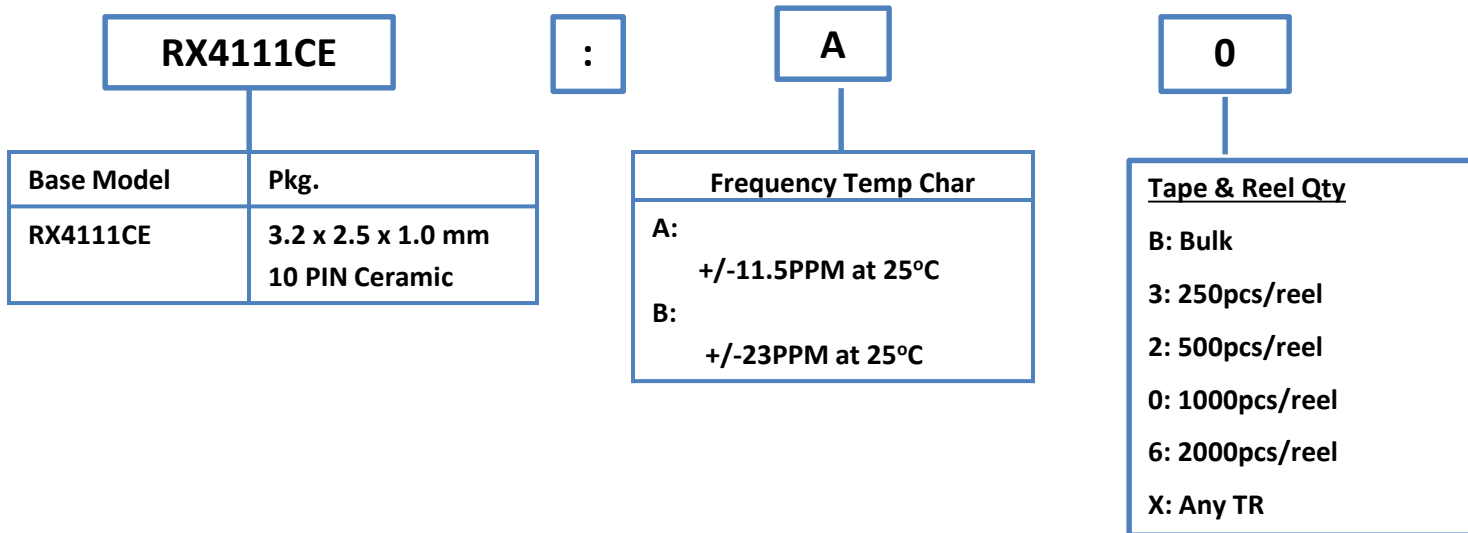 RX4111CE
:
A
0
Base Model Pkg.
RX4111CE 3.2 x 2.5 x 1.0 mm
10 PIN Ceramic
Frequency Temp Char
A:
+/-11.5PPM at 25°C
B:
+/-23PPM at 25°C
Tape & Reel Qty
B: Bulk
3: 250pcs/reel
2: 500pcs/reel
0: 1000pcs/reel
6: 2000pcs/reel
X: Any TR